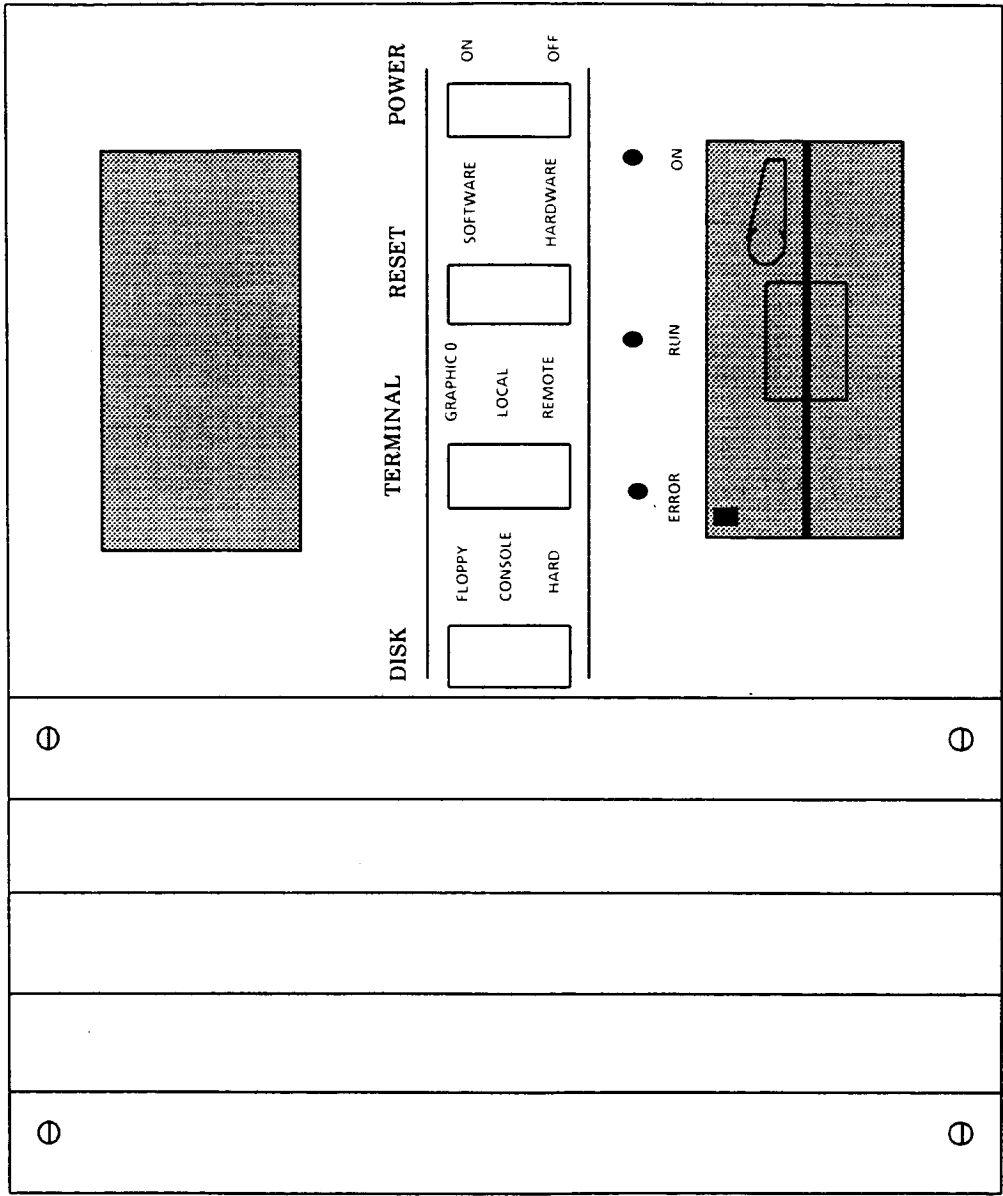 DISK TERMINAL RESET POWER
FLOPPY GRAPHIC 0 SOFTWARE ON
CONSOLE LOCAL
HARD REMOTE HARDWARE OFF
ERROR RUN ON